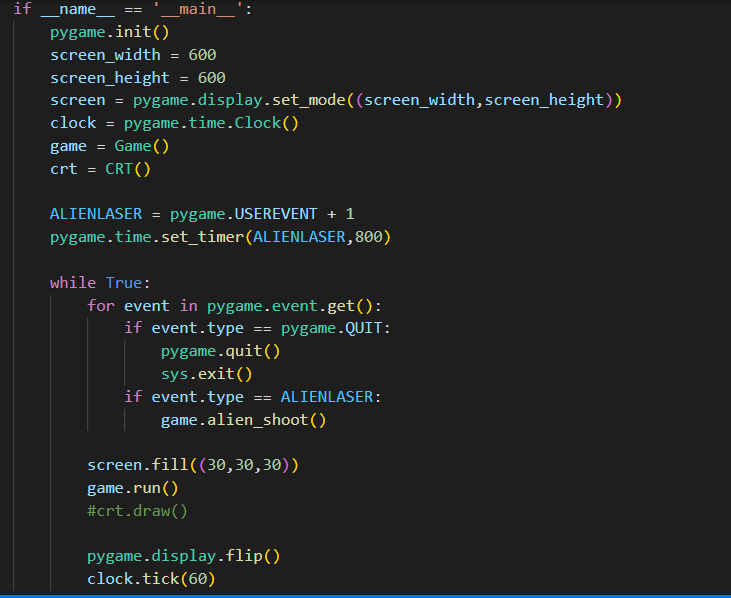 if __name__ == '__main__':
    pygame.init()
    screen_width = 600
    screen_height = 600
    screen = pygame.display.set_mode((screen_width,screen_height))
    clock = pygame.time.Clock()
    game = Game()
    crt = CRT()

    ALIENLASER = pygame.USEREVENT + 1
    pygame.time.set_timer(ALIENLASER,800)

    while True:
        for event in pygame.event.get():
            if event.type == pygame.QUIT:
                pygame.quit()
                sys.exit()
            if event.type == ALIENLASER:
                game.alien_shoot()

        screen.fill((30,30,30))
        game.run()
        #crt.draw()

        pygame.display.flip()
        clock.tick(60)